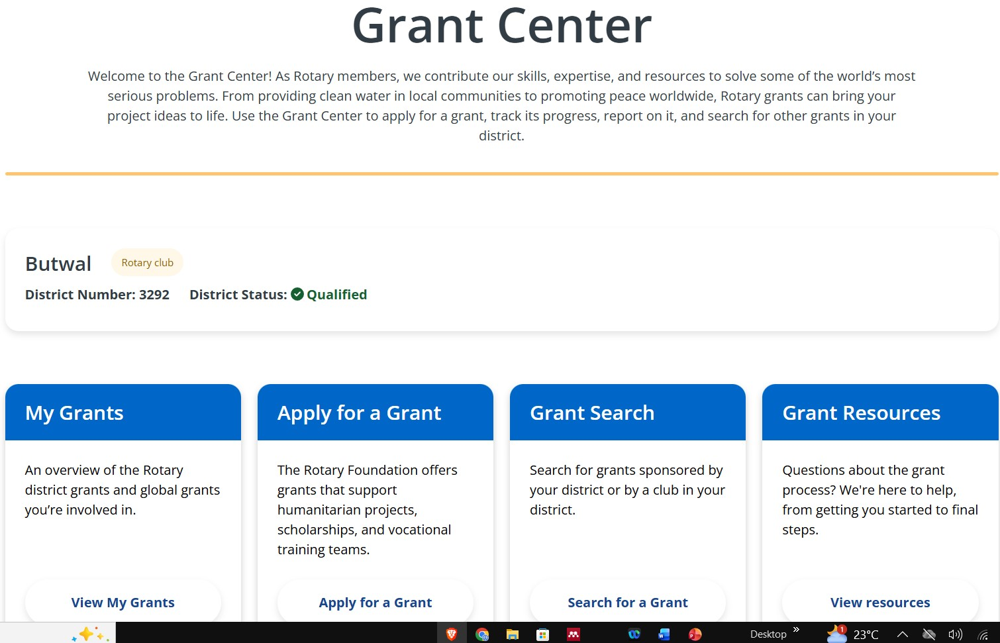 Grant Center
Welcome to the Grant Center! As Rotary members, we contribute our skills, expertise, and resources to solve some of the world’s most
serious problems. From providing clean water in local communities to promoting peace worldwide, Rotary grants can bring your
project ideas to life. Use the Grant Center to apply for a grant, track its progress, report on it, and search for other grants in your
district.
Butwal
Rotary club
District Number: 3292 District Status: Qualified
My Grants
An overview of the Rotary
district grants and global grants
you’re involved in.
View My Grants
Apply for a Grant
The Rotary Foundation offers
grants that support
humanitarian projects,
scholarships, and vocational
training teams.
Apply for a Grant
Grant Search
Search for grants sponsored by
your district or by a club in your
district.
Search for a Grant
Grant Resources
Questions about the grant
process? We're here to help,
from getting you started to final
steps.
View resources
Desktop
1
23°C